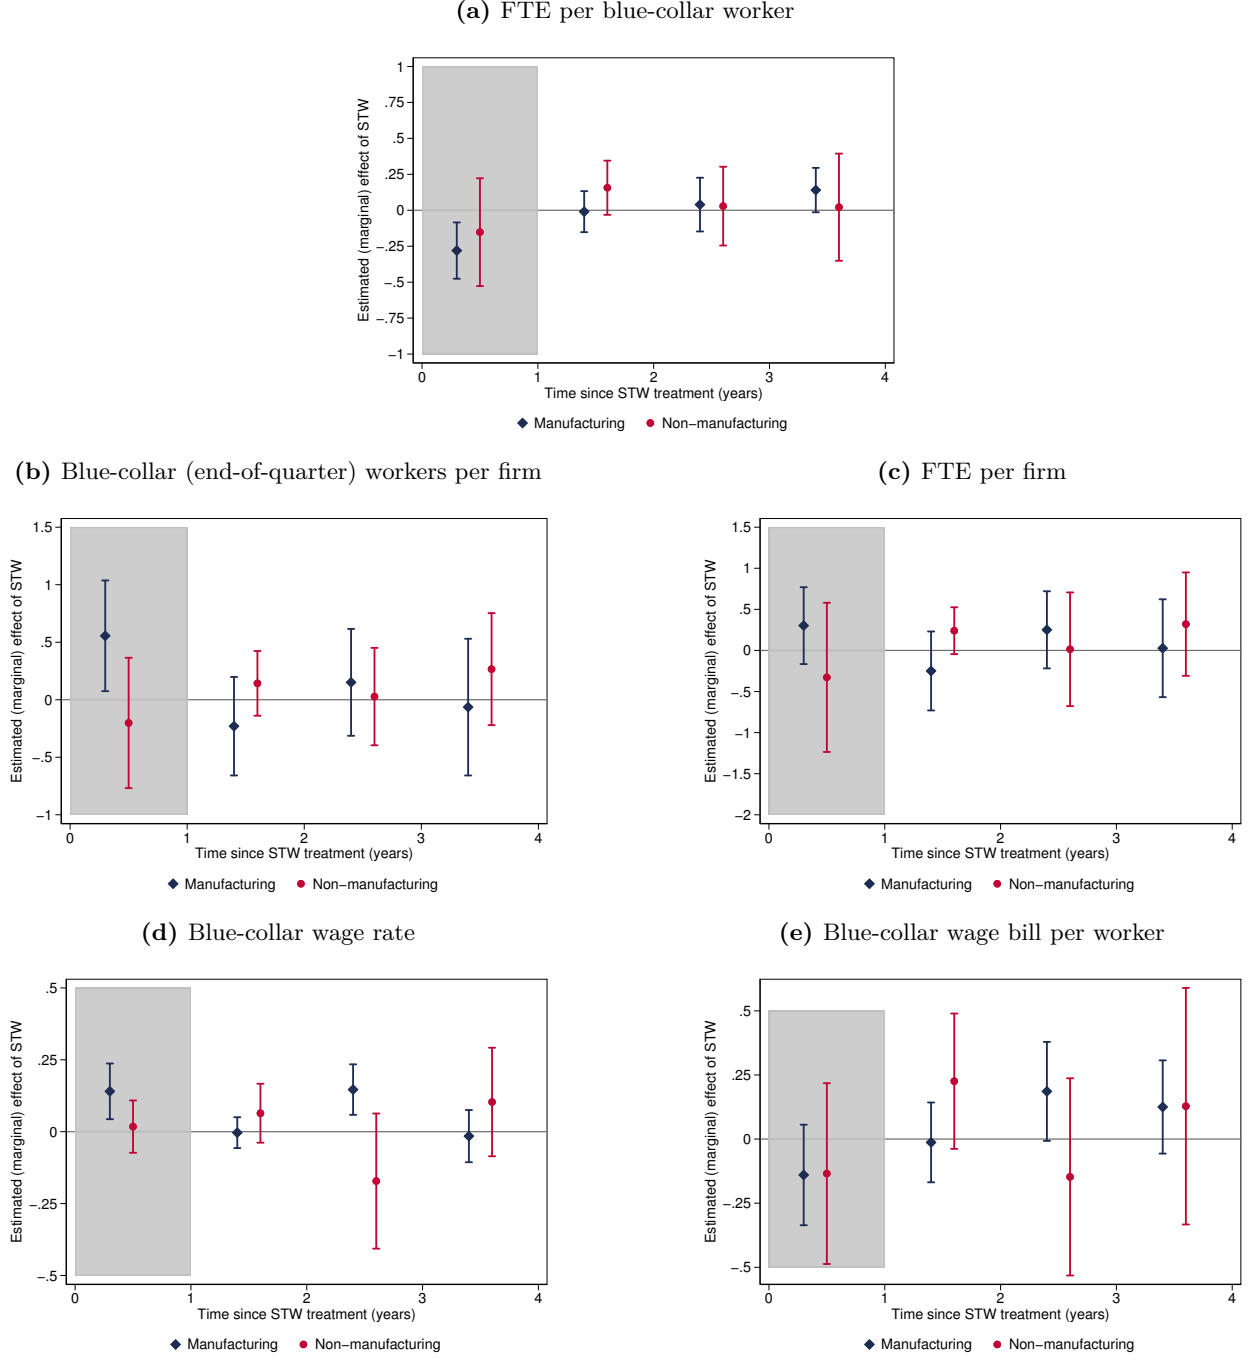 (a) FTE per blue-collar worker
Estimated (marginal) effect of STW
1
.75
.5
.25
0
−.25
−.5
−.75
−1
0 1 2 3 4
Time since STW treatment (years)
Manufacturing Non−manufacturing
(b) Blue-collar (end-of-quarter) workers per firm
Estimated (marginal) effect of STW
1.5
1
.5
0
−.5
−1
0 1 2 3 4
Time since STW treatment (years)
Manufacturing Non−manufacturing
(c) FTE per firm
Estimated (marginal) effect of STW
1.5
1
.5
0
−.5
−1
−1.5
−2
0 1 2 3 4
Time since STW treatment (years)
Manufacturing Non−manufacturing
(d) Blue-collar wage rate
Estimated (marginal) effect of STW
.5
.25
0
−.25
−.5
0 1 2 3 4
Time since STW treatment (years)
Manufacturing Non−manufacturing
(e) Blue-collar wage bill per worker
Estimated (marginal) effect of STW
.5
.25
0
−.25
−.5
0 1 2 3 4
Time since STW treatment (years)
Manufacturing Non−manufacturing